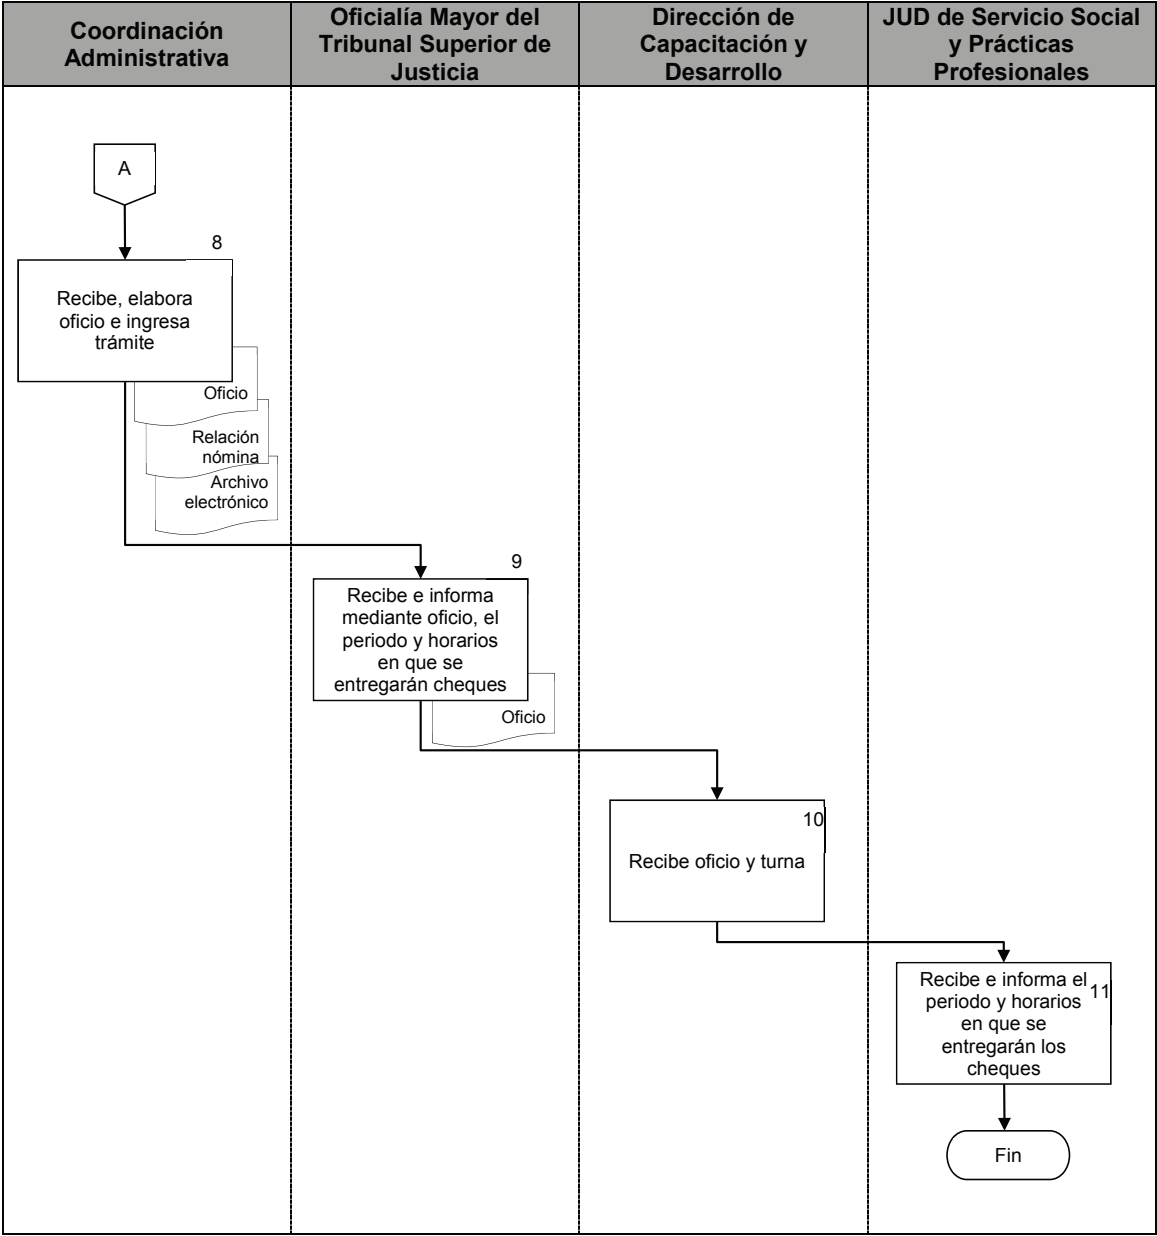 Coordinación
Administrativa
Oficialía Mayor del
Tribunal Superior de
Justicia
Dirección de
Capacitación y
Desarrollo
JUD de Servicio Social
y Prácticas
Profesionales
A
8
Recibe, elabora
oficio e ingresa
trámite
Oficio
Relación
nómina
Archivo
electrónico
9
Recibe e informa
mediante oficio, el
periodo y horarios
en que se
entregarán cheques
Oficio
10
Recibe oficio y turna
11
Recibe e informa el
periodo y horarios
en que se
entregarán los
cheques
Fin